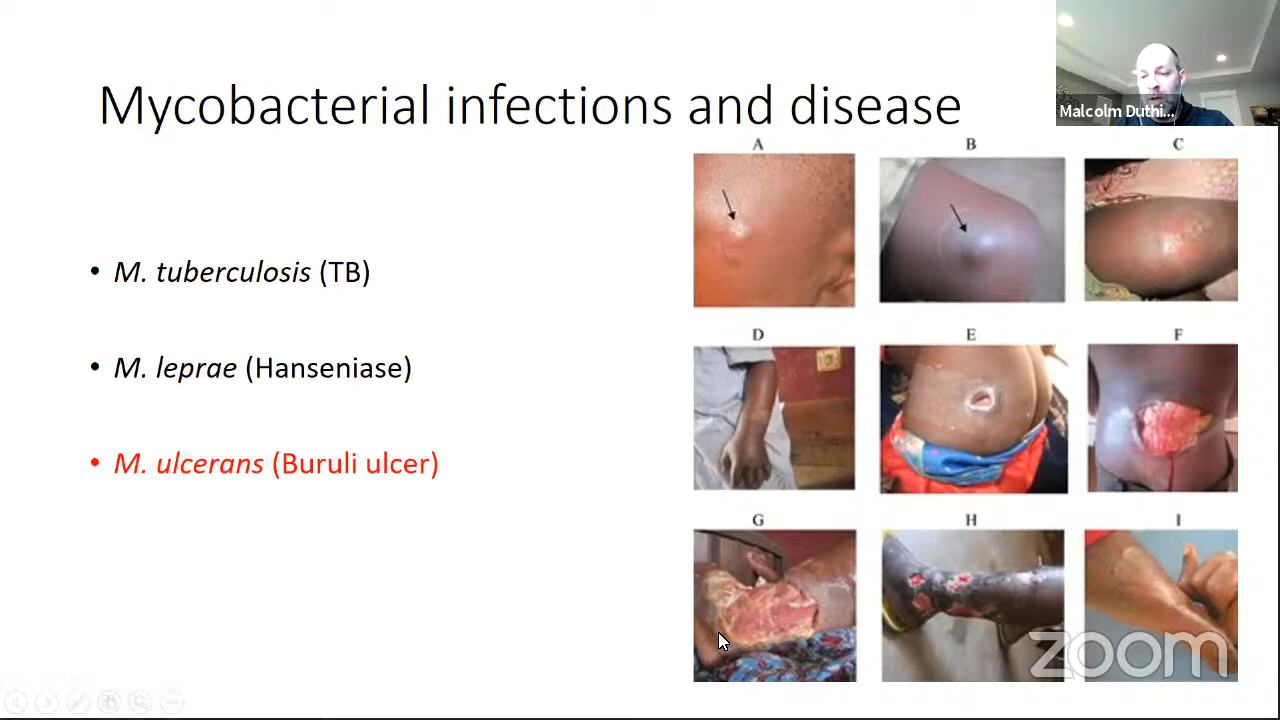 Malcolm Duthi...
Mycobacterial infections and disease
A
B
C
• M. tuberculosis (TB)
D
E
F
• M. leprae (Hanseniase)
• M. ulcerans (Buruli ulcer)
G
H
I
zoom